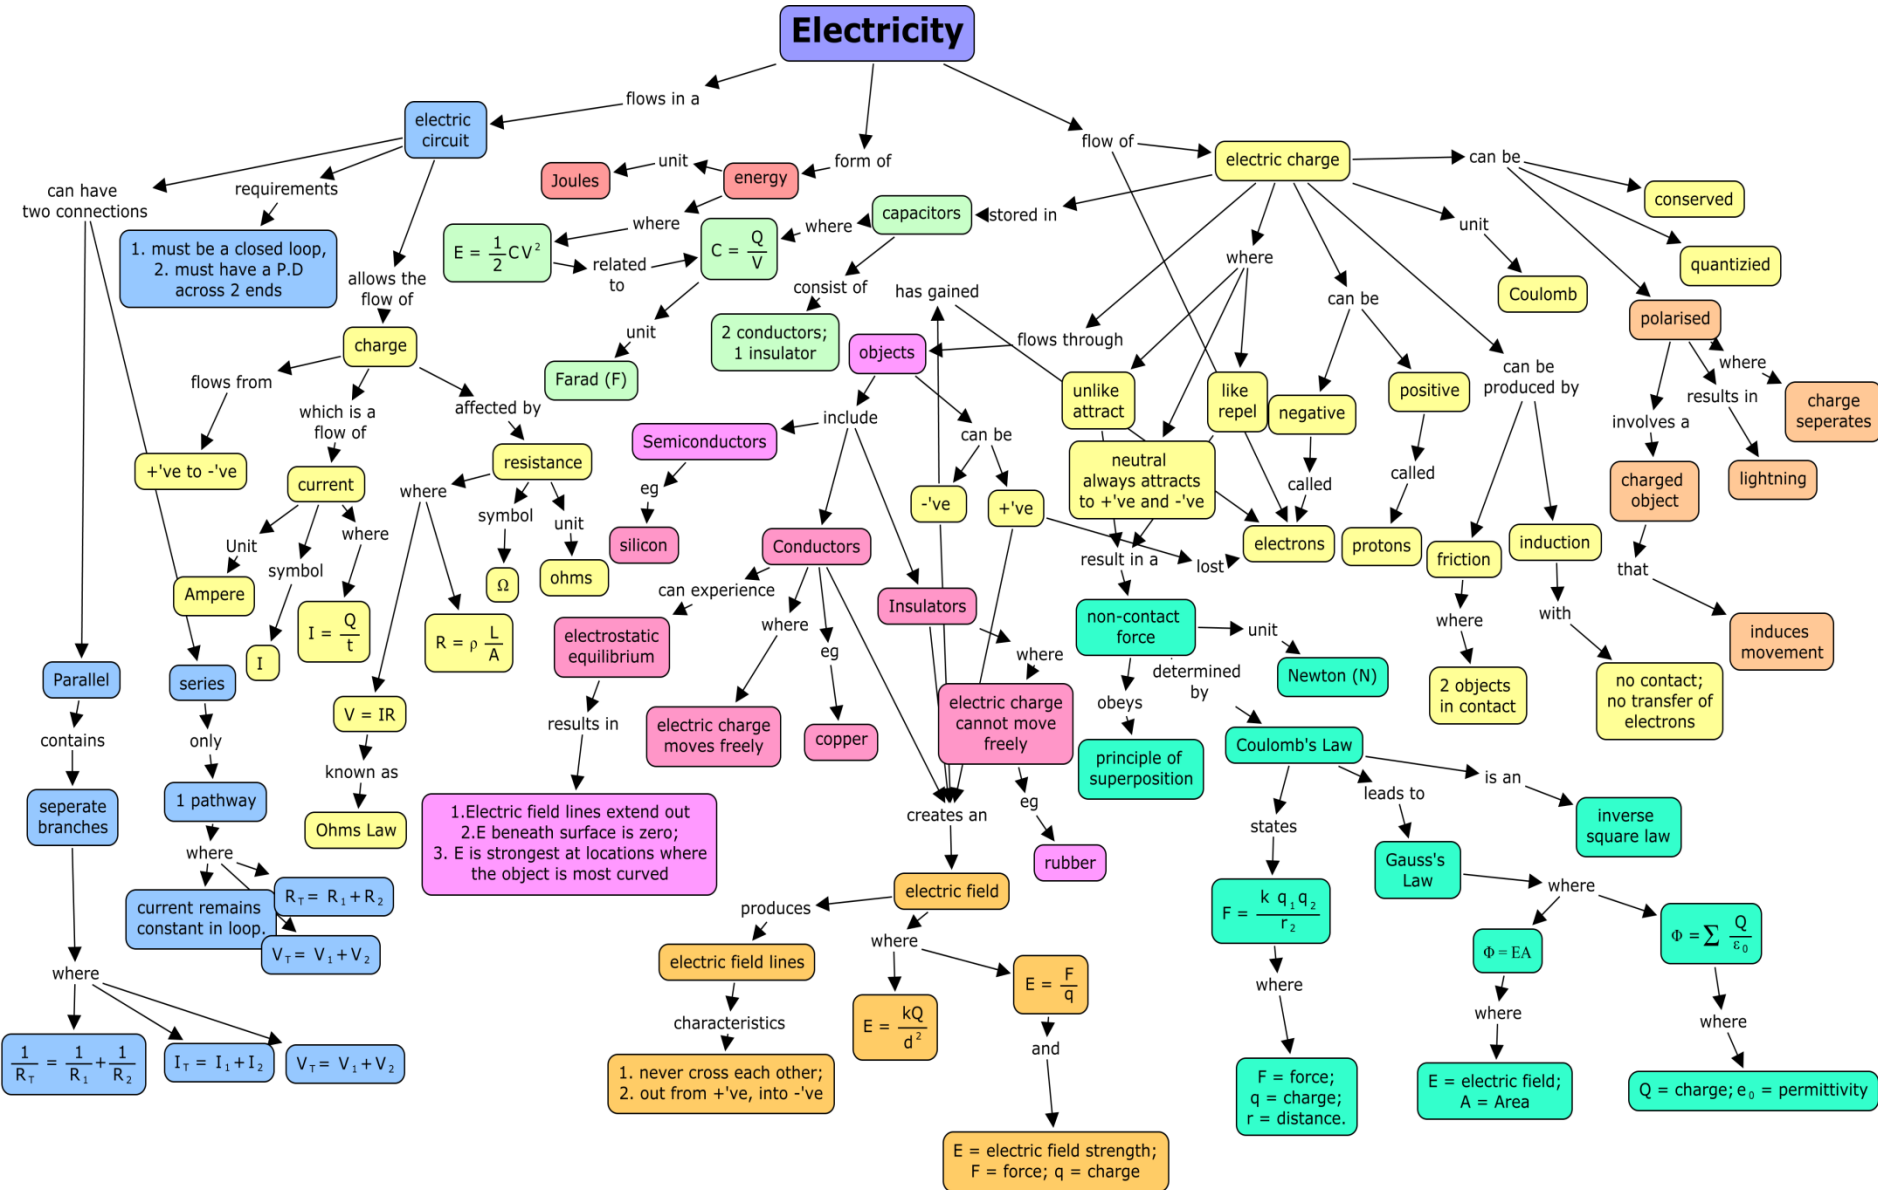 Electricity
flows in a
electric
circuit
can have
two connections
requirements
1. must be a closed loop,
2. must have a P.D
across 2 ends
allows the
flow of
charge
flows from
+'ve to -'ve
which is a
flow of
current
Unit
Ampere
symbol
I
where
I = Q/t
affected by
resistance
where
symbol
Ω
unit
ohms
R = ρ L/A
V = IR
known as
Ohms Law
Parallel
contains
seperate
branches
where
1/R_T = 1/R_1 + 1/R_2
I_T = I_1 + I_2
V_T = V_1 + V_2
series
only
1 pathway
where
current remains
constant in loop.
R_T = R_1 + R_2
V_T = V_1 + V_2
form of
energy
unit
Joules
where
E = 1/2 CV²
related
to
C = Q/V
unit
Farad (F)
where
capacitors
stored in
consist of
2 conductors;
1 insulator
flow of
electric charge
can be
conserved
quantizied
polarised
where
charge
seperates
results in
lightning
involves a
charged
object
that
induces
movement
unit
Coulomb
can be
produced by
friction
where
2 objects
in contact
induction
with
no contact;
no transfer of
electrons
can be
negative
called
electrons
positive
called
protons
where
unlike
attract
like
repel
neutral
always attracts
to +'ve and -'ve
result in a
non-contact
force
unit
Newton (N)
obeys
principle of
superposition
determined
by
Coulomb's Law
is an
inverse
square law
leads to
Gauss's
Law
where
Φ = EA
where
E = electric field;
A = Area
Φ = Σ Q/ε_0
where
Q = charge; e_0 = permittivity
states
F = k q_1 q_2/r_2
where
F = force;
q = charge;
r = distance.
flows through
objects
include
Semiconductors
eg
silicon
Conductors
can experience
electrostatic
equilibrium
results in
1.Electric field lines extend out
2.E beneath surface is zero;
3. E is strongest at locations where
the object is most curved
where
electric charge
moves freely
eg
copper
Insulators
where
electric charge
cannot move
freely
eg
rubber
can be
-'ve
has gained
+'ve
lost
creates an
electric field
produces
electric field lines
characteristics
1. never cross each other;
2. out from +'ve, into -'ve
where
E = kQ/d²
E = F/q
and
E = electric field strength;
F = force; q = charge